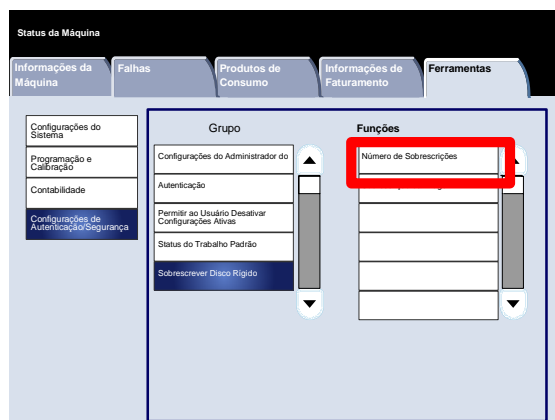 Status da Máquina
Informações da
Máquina
Falhas
Produtos de
Consumo
Informações de
Faturamento
Ferramentas
Configurações do
Sistema
Programação e
Calibração
Contabilidade
Configurações de
Autenticação/Segurança
Grupo
Configurações do Administrador do
Autenticação
Permitir ao Usuário Desativar
Configurações Ativas
Status do Trabalho Padrão
Sobrescrever Disco Rígido
Funções
Número de Sobrescrições